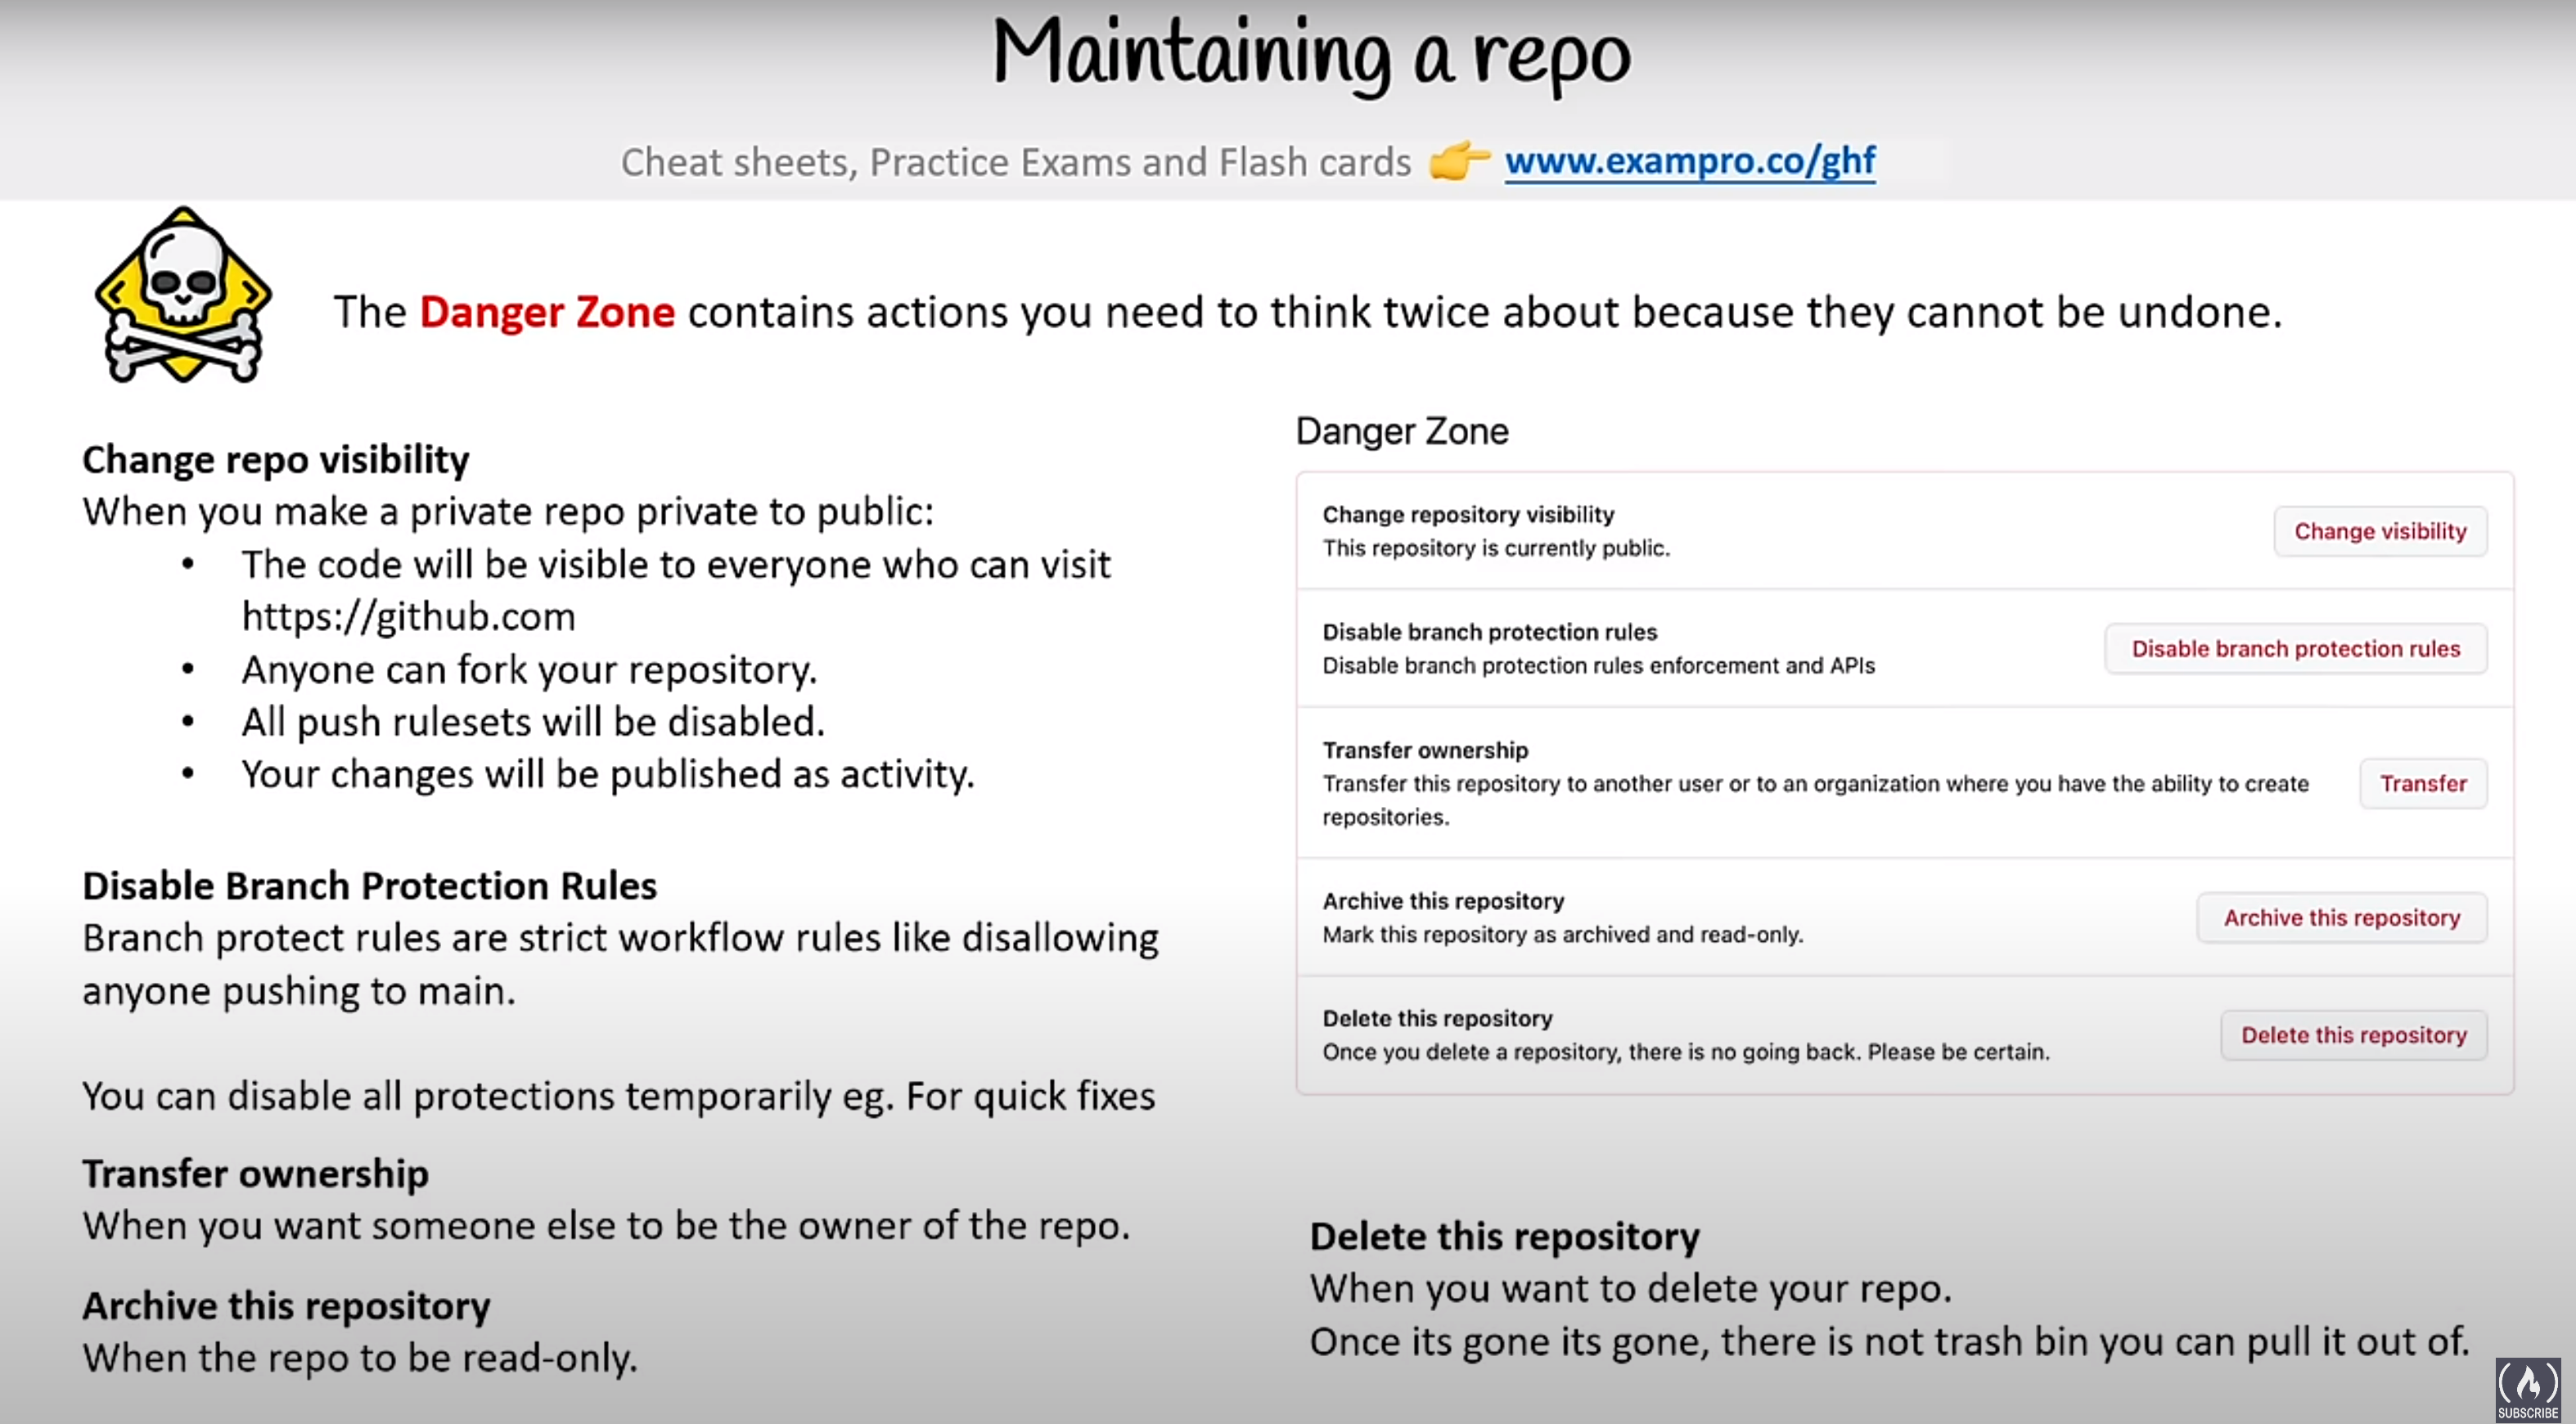 Maintaining a repo
Cheat sheets, Practice Exams and Flash cards 👉 www.exampro.co/ghf
The Danger Zone contains actions you need to think twice about because they cannot be undone.
Change repo visibility
When you make a private repo private to public:
• The code will be visible to everyone who can visit
https://github.com
• Anyone can fork your repository.
• All push rulesets will be disabled.
• Your changes will be published as activity.
Disable Branch Protection Rules
Branch protect rules are strict workflow rules like disallowing
anyone pushing to main.
You can disable all protections temporarily eg. For quick fixes
Transfer ownership
When you want someone else to be the owner of the repo.
Archive this repository
When the repo to be read-only.
Danger Zone
Change repository visibility
This repository is currently public.
Change visibility
Disable branch protection rules
Disable branch protection rules enforcement and APIs
Disable branch protection rules
Transfer ownership
Transfer this repository to another user or to an organization where you have the ability to create
repositories.
Transfer
Archive this repository
Mark this repository as archived and read-only.
Archive this repository
Delete this repository
Once you delete a repository, there is no going back. Please be certain.
Delete this repository
Delete this repository
When you want to delete your repo.
Once its gone its gone, there is not trash bin you can pull it out of.
SUBSCRIBE